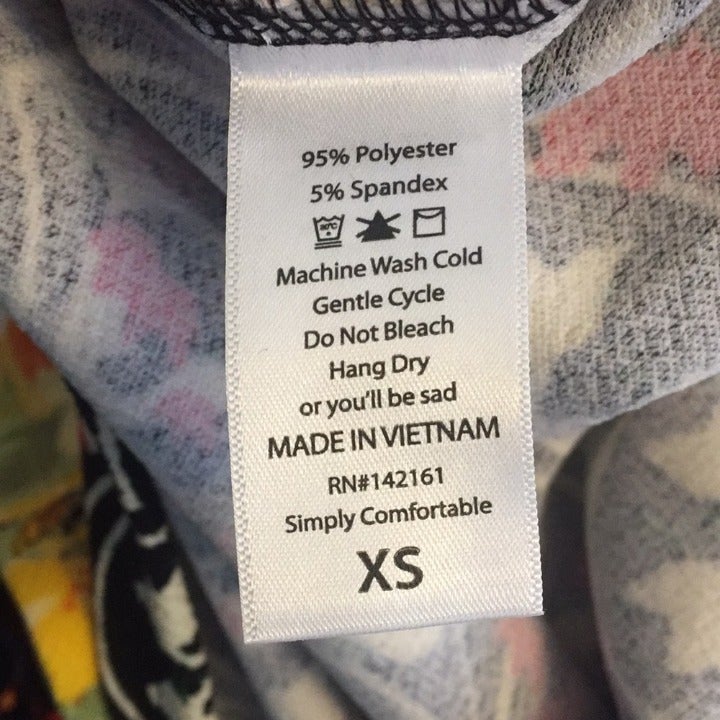 95% Polyester
5% Spandex
30°C
Machine Wash Cold
Gentle Cycle
Do Not Bleach
Hang Dry
or you'll be sad
MADE IN VIETNAM
RN#142161
Simply Comfortable
XS